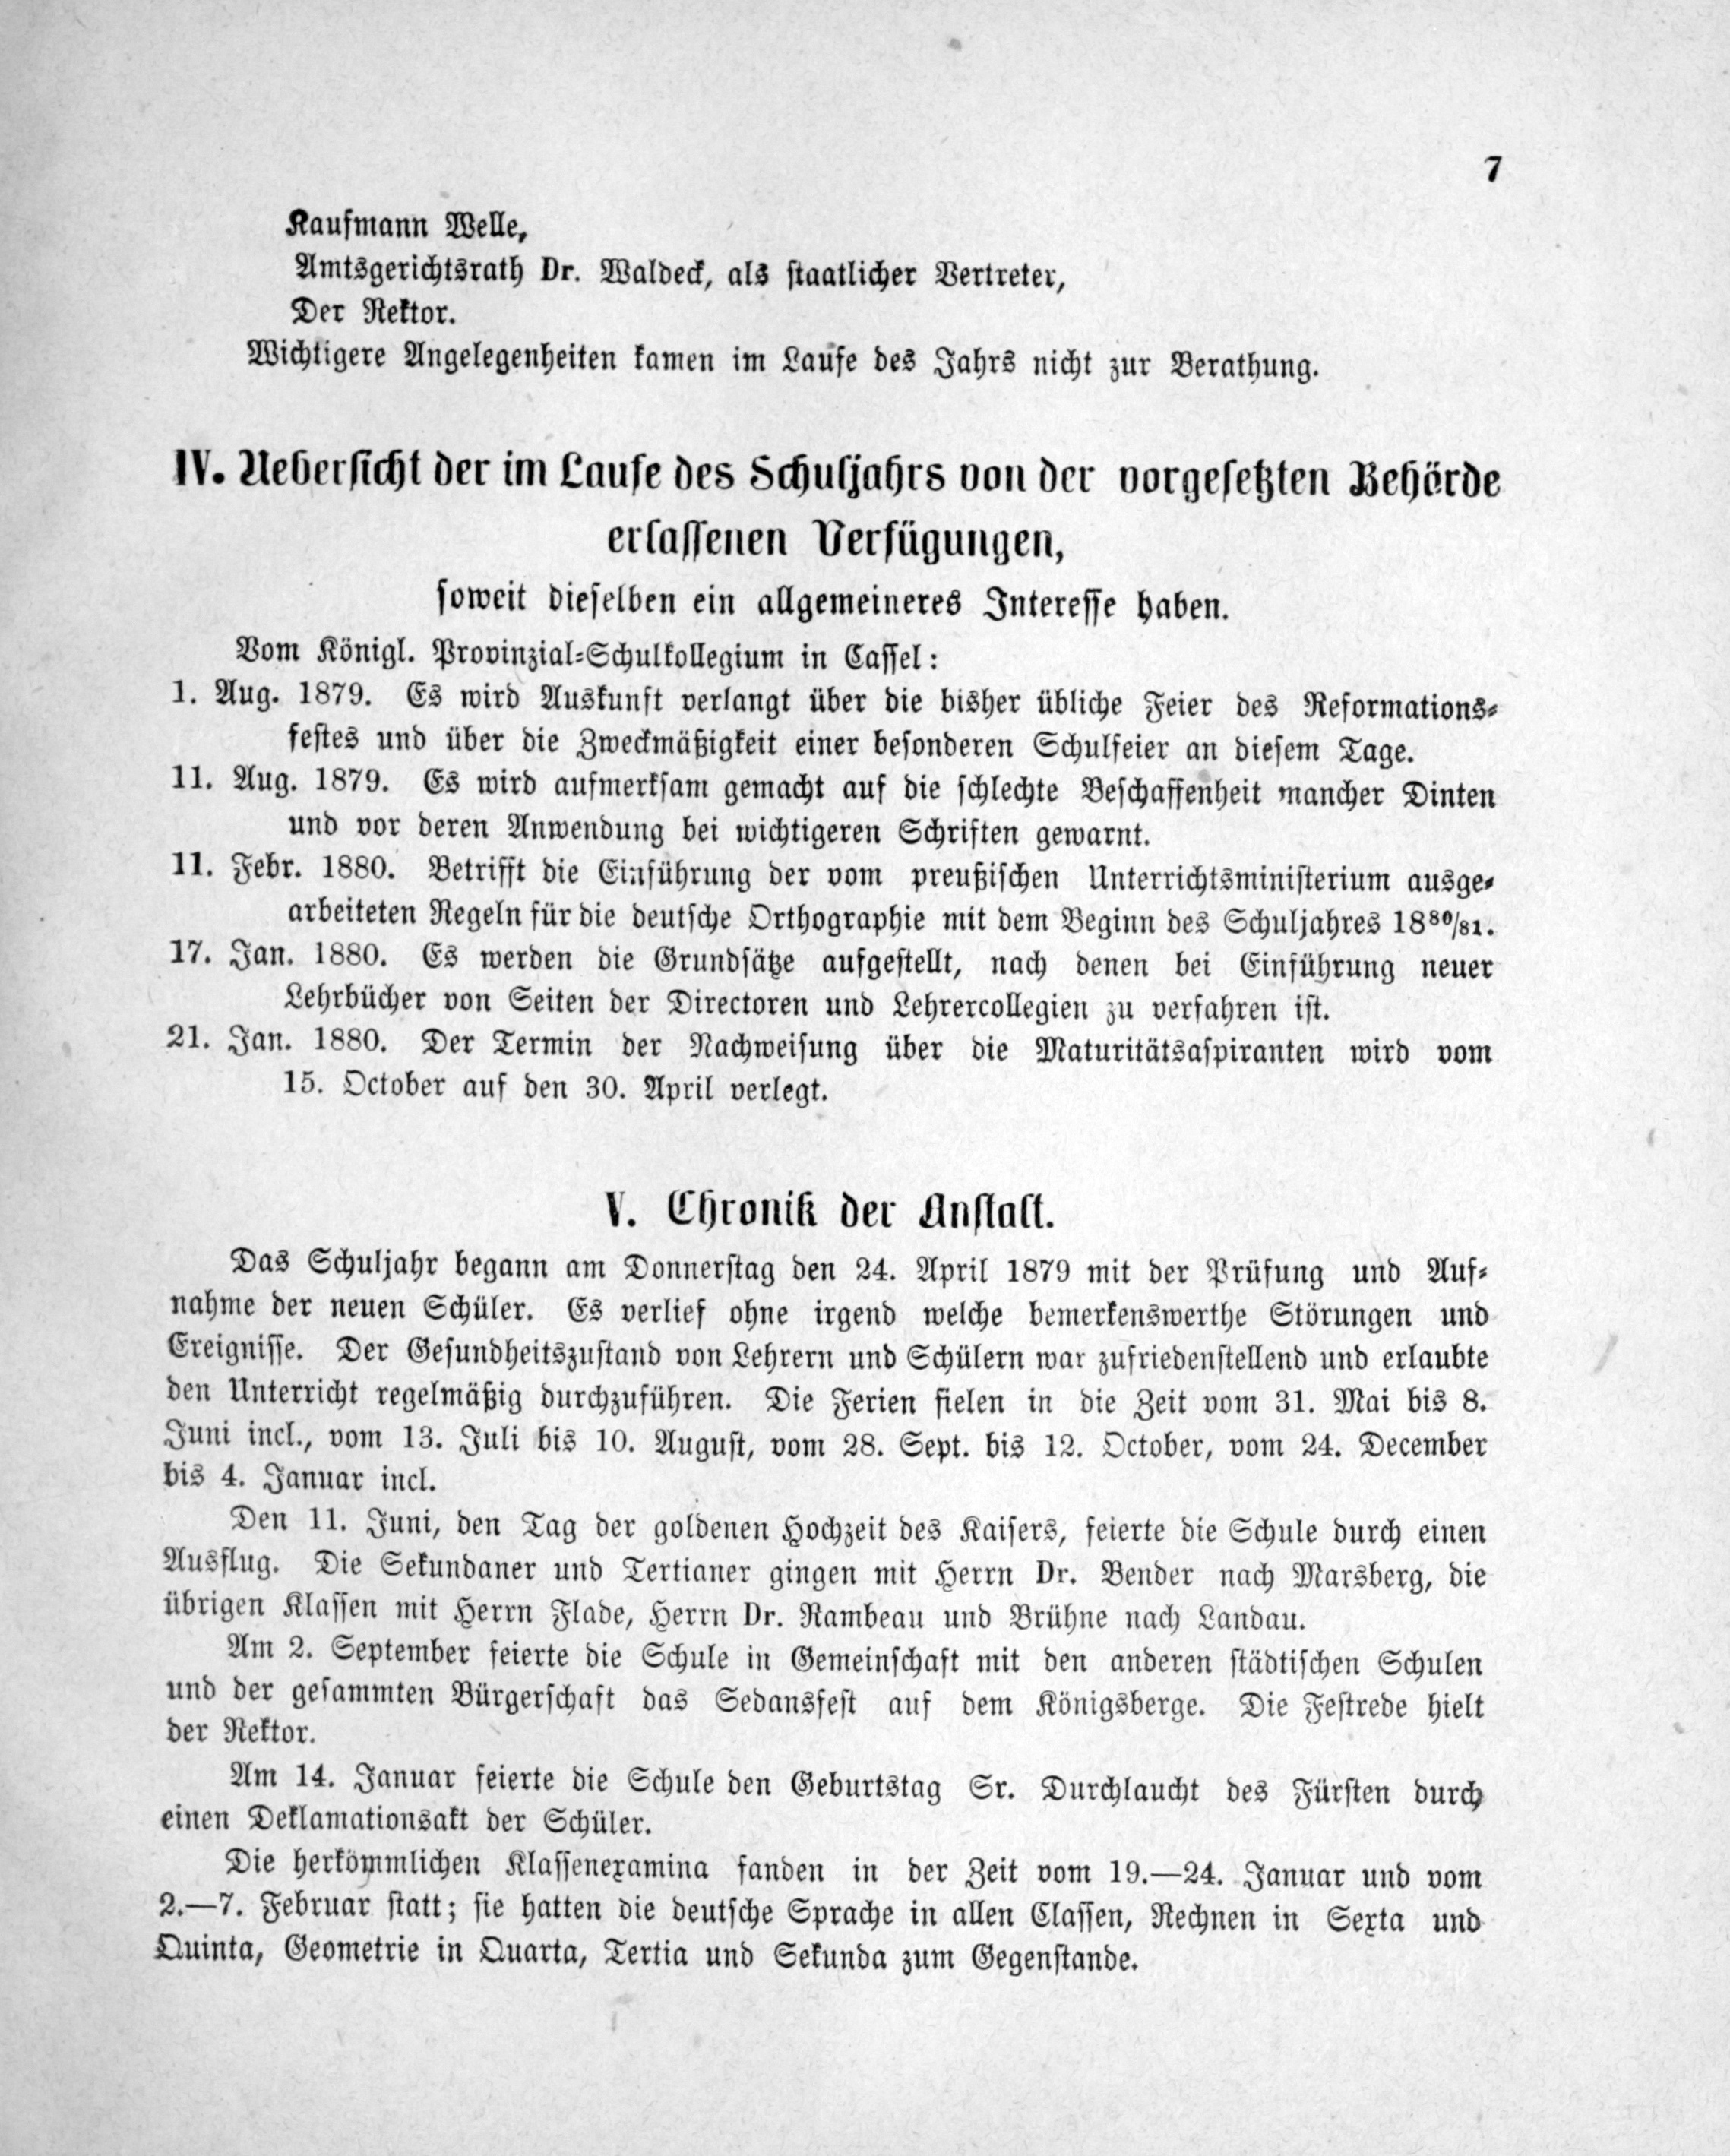 7
Kaufmann Welle,
Amtsgerichtsrath Dr. Waldeck, als staatlicher Vertreter,
Der Rektor.
Wichtigere Angelegenheiten kamen im Laufe des Jahrs nicht zur Berathung.
IV. Uebersicht der im Laufe des Schuljahrs von der vorgesetzten Behörde
erlassenen Verfügungen,
soweit dieselben ein allgemeineres Interesse haben.
Vom Königl. Provinzial-Schulkollegium in Cassel:
1. Aug. 1879. Es wird Auskunft verlangt über die bisher übliche Feier des Reformations-
festes und über die Zweckmäßigkeit einer besonderen Schulfeier an diesem Tage.
11. Aug. 1879. Es wird aufmerksam gemacht auf die schlechte Beschaffenheit mancher Dinten
und vor deren Anwendung bei wichtigeren Schriften gewarnt.
11. Febr. 1880. Betrifft die Einführung der vom preußischen Unterrichtsministerium ausge-
arbeiteten Regeln für die deutsche Orthographie mit dem Beginn des Schuljahres 18⁸⁰/₈₁.
17. Jan. 1880. Es werden die Grundsätze aufgestellt, nach denen bei Einführung neuer
Lehrbücher von Seiten der Directoren und Lehrercollegien zu verfahren ist.
21. Jan. 1880. Der Termin der Nachweisung über die Maturitätsaspiranten wird vom
15. October auf den 30. April verlegt.
V. Chronik der Anstalt.
Das Schuljahr begann am Donnerstag den 24. April 1879 mit der Prüfung und Auf-
nahme der neuen Schüler. Es verlief ohne irgend welche bemerkenswerthe Störungen und
Ereignisse. Der Gesundheitszustand von Lehrern und Schülern war zufriedenstellend und erlaubte
den Unterricht regelmäßig durchzuführen. Die Ferien fielen in die Zeit vom 31. Mai bis 8.
Juni incl., vom 13. Juli bis 10. August, vom 28. Sept. bis 12. October, vom 24. December
bis 4. Januar incl.
Den 11. Juni, den Tag der goldenen Hochzeit des Kaisers, feierte die Schule durch einen
Ausflug. Die Sekundaner und Tertianer gingen mit Herrn Dr. Bender nach Marsberg, die
übrigen Klassen mit Herrn Flade, Herrn Dr. Rambeau und Brühne nach Landau.
Am 2. September feierte die Schule in Gemeinschaft mit den anderen städtischen Schulen
und der gesammten Bürgerschaft das Sedansfest auf dem Königsberge. Die Festrede hielt
der Rektor.
Am 14. Januar feierte die Schule den Geburtstag Sr. Durchlaucht des Fürsten durch
einen Deklamationsakt der Schüler.
Die herkömmlichen Klassenexamina fanden in der Zeit vom 19.—24. Januar und vom
2.—7. Februar statt; sie hatten die deutsche Sprache in allen Classen, Rechnen in Sexta und
Quinta, Geometrie in Quarta, Tertia und Sekunda zum Gegenstande.